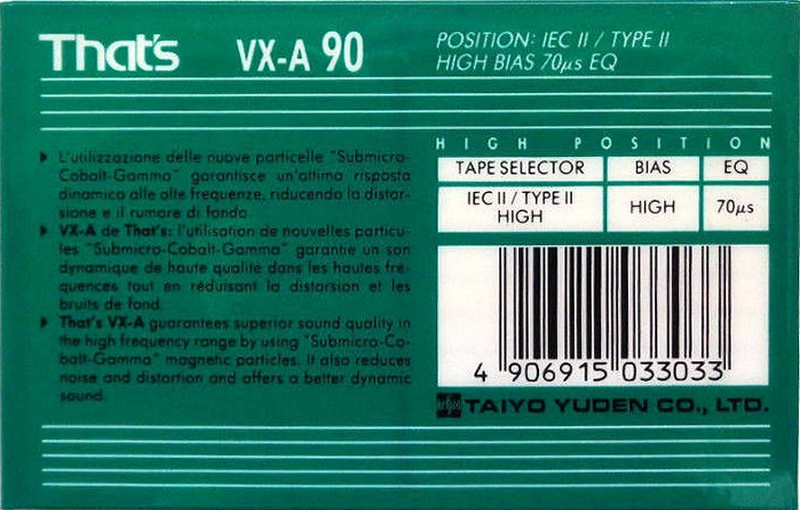 That's VX-A 90
POSITION: IEC II / TYPE II
HIGH BIAS 70µs EQ
L'utilizzazione delle nuove particelle "Submicro-
Cobalt-Gamma" garantisce un'ottima risposta
dinamica alle alte frequenze, riducendo la distor-
sione e il rumore di fondo.
VX-A de That's: l'utilisation de nouvelles particu-
les "Submicro-Cobalt-Gamma" garantie un son
dynamique de haute qualité dans les hautes fré-
quences tout en réduisant la distorsion et les
bruits de fond.
That's VX-A guarantees superior sound quality in
the high frequency range by using "Submicro-Co-
balt-Gamma" magnetic particles. It also reduces
noise and distortion and offers a better dynamic
sound.
HIGH POSITION
TAPE SELECTOR BIAS EQ
IEC II / TYPE II HIGH 70µs
HIGH
4 906915 033033
TAIYO YUDEN CO., LTD.